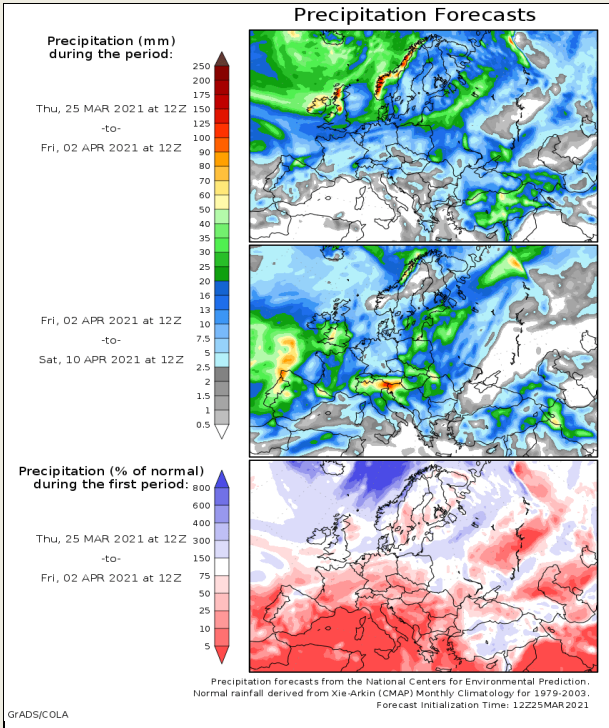 Precipitation Forecasts
Precipitation (mm)
during the period:
250
200
175
150
125
100
90
80
70
60
50
40
35
30
25
20
16
13
10
7.5
5
2.5
2
1.5
1
0.5
Thu, 25 MAR 2021 at 12Z
-to-
Fri, 02 APR 2021 at 12Z
Fri, 02 APR 2021 at 12Z
-to-
Sat, 10 APR 2021 at 12Z
Precipitation (% of normal)
during the first period:
800
600
400
300
150
75
50
25
10
5
Thu, 25 MAR 2021 at 12Z
-to-
Fri, 02 APR 2021 at 12Z
Precipitation forecasts from the National Centers for Environmental Prediction.
Normal rainfall derived from Xie-Arkin (CMAP) Monthly Climatology for 1979-2003.
Forecast Initialization Time: 12Z25MAR2021
GrADS/COLA